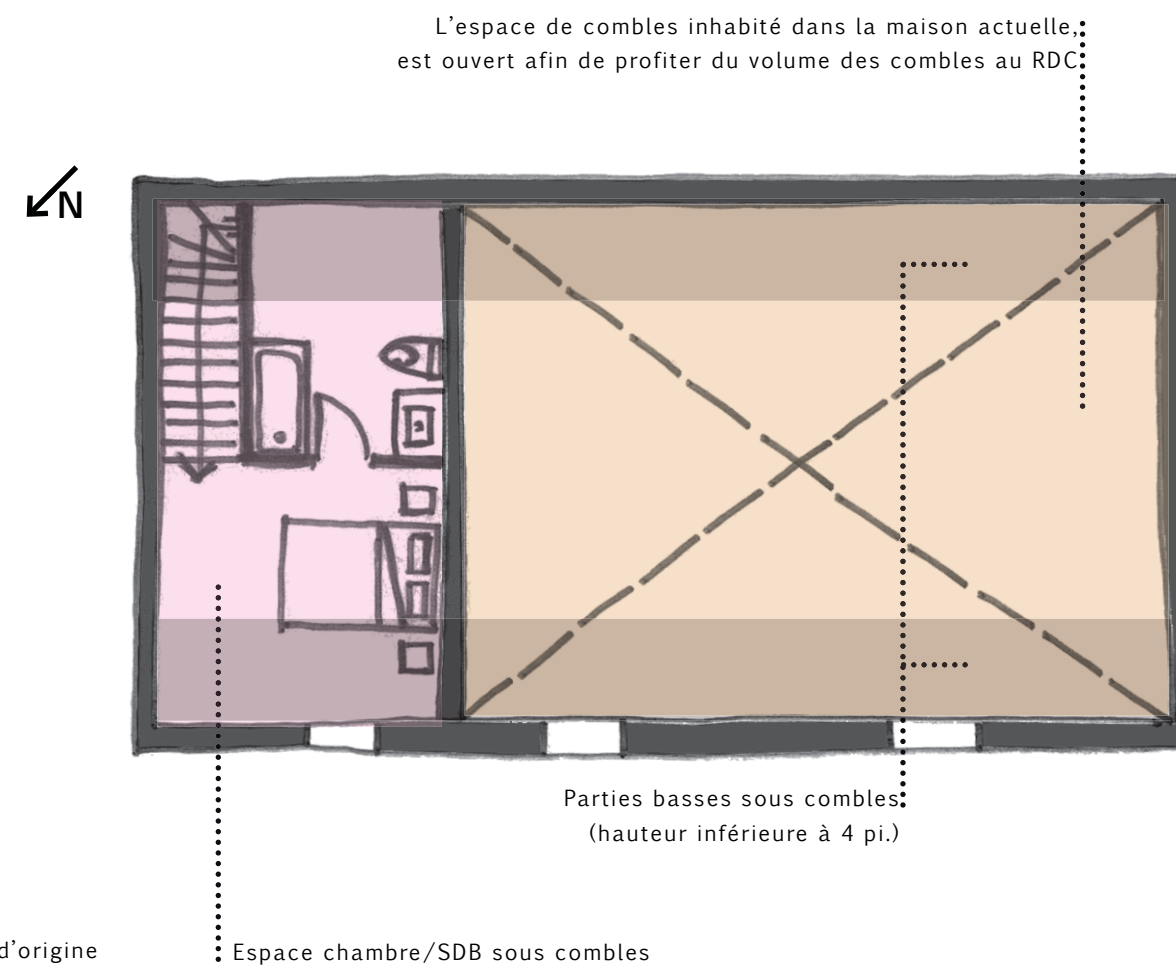 L'espace de combles inhabité dans la maison actuelle,
est ouvert afin de profiter du volume des combles au RDC
N
Parties basses sous combles
(hauteur inférieure à 4 pi.)
d'origine
Espace chambre/SDB sous combles